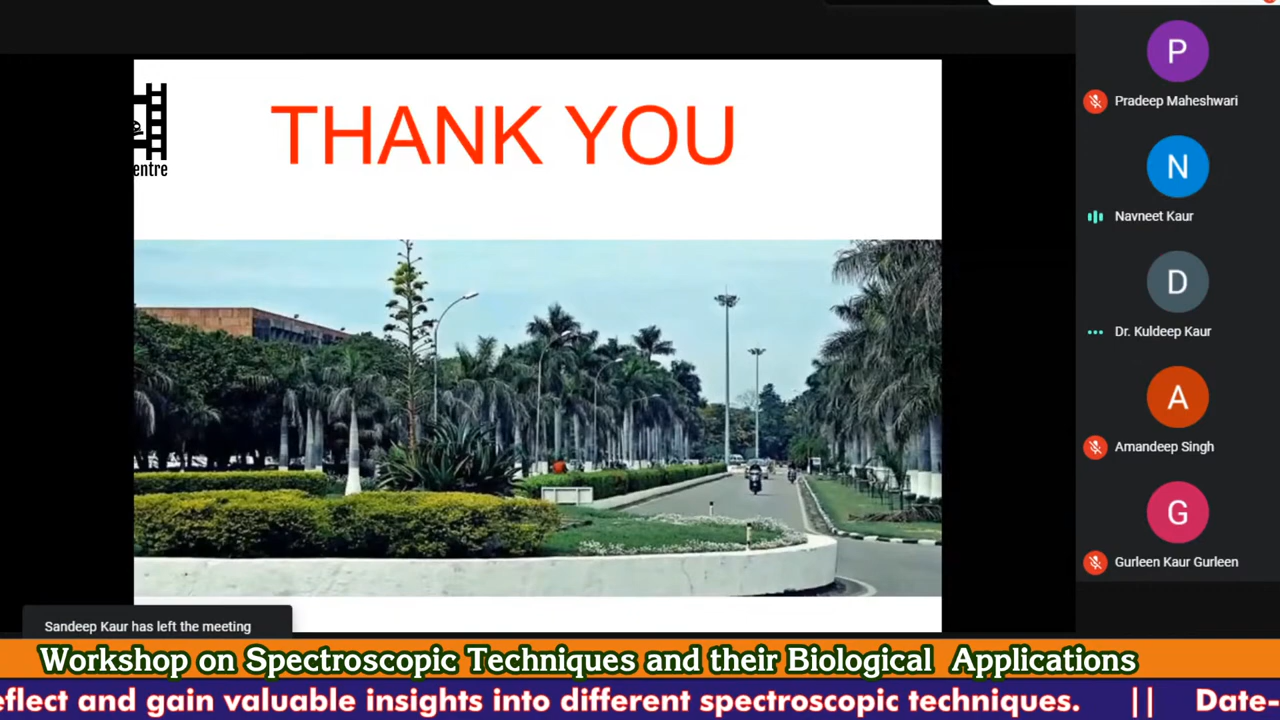 THANK YOU
entre
P
Pradeep Maheshwari
N
Navneet Kaur
D
Dr. Kuldeep Kaur
A
Amandeep Singh
G
Gurleen Kaur Gurleen
Sandeep Kaur has left the meeting
Workshop on Spectroscopic Techniques and their Biological Applications
eflect and gain valuable insights into different spectroscopic techniques. || Date-